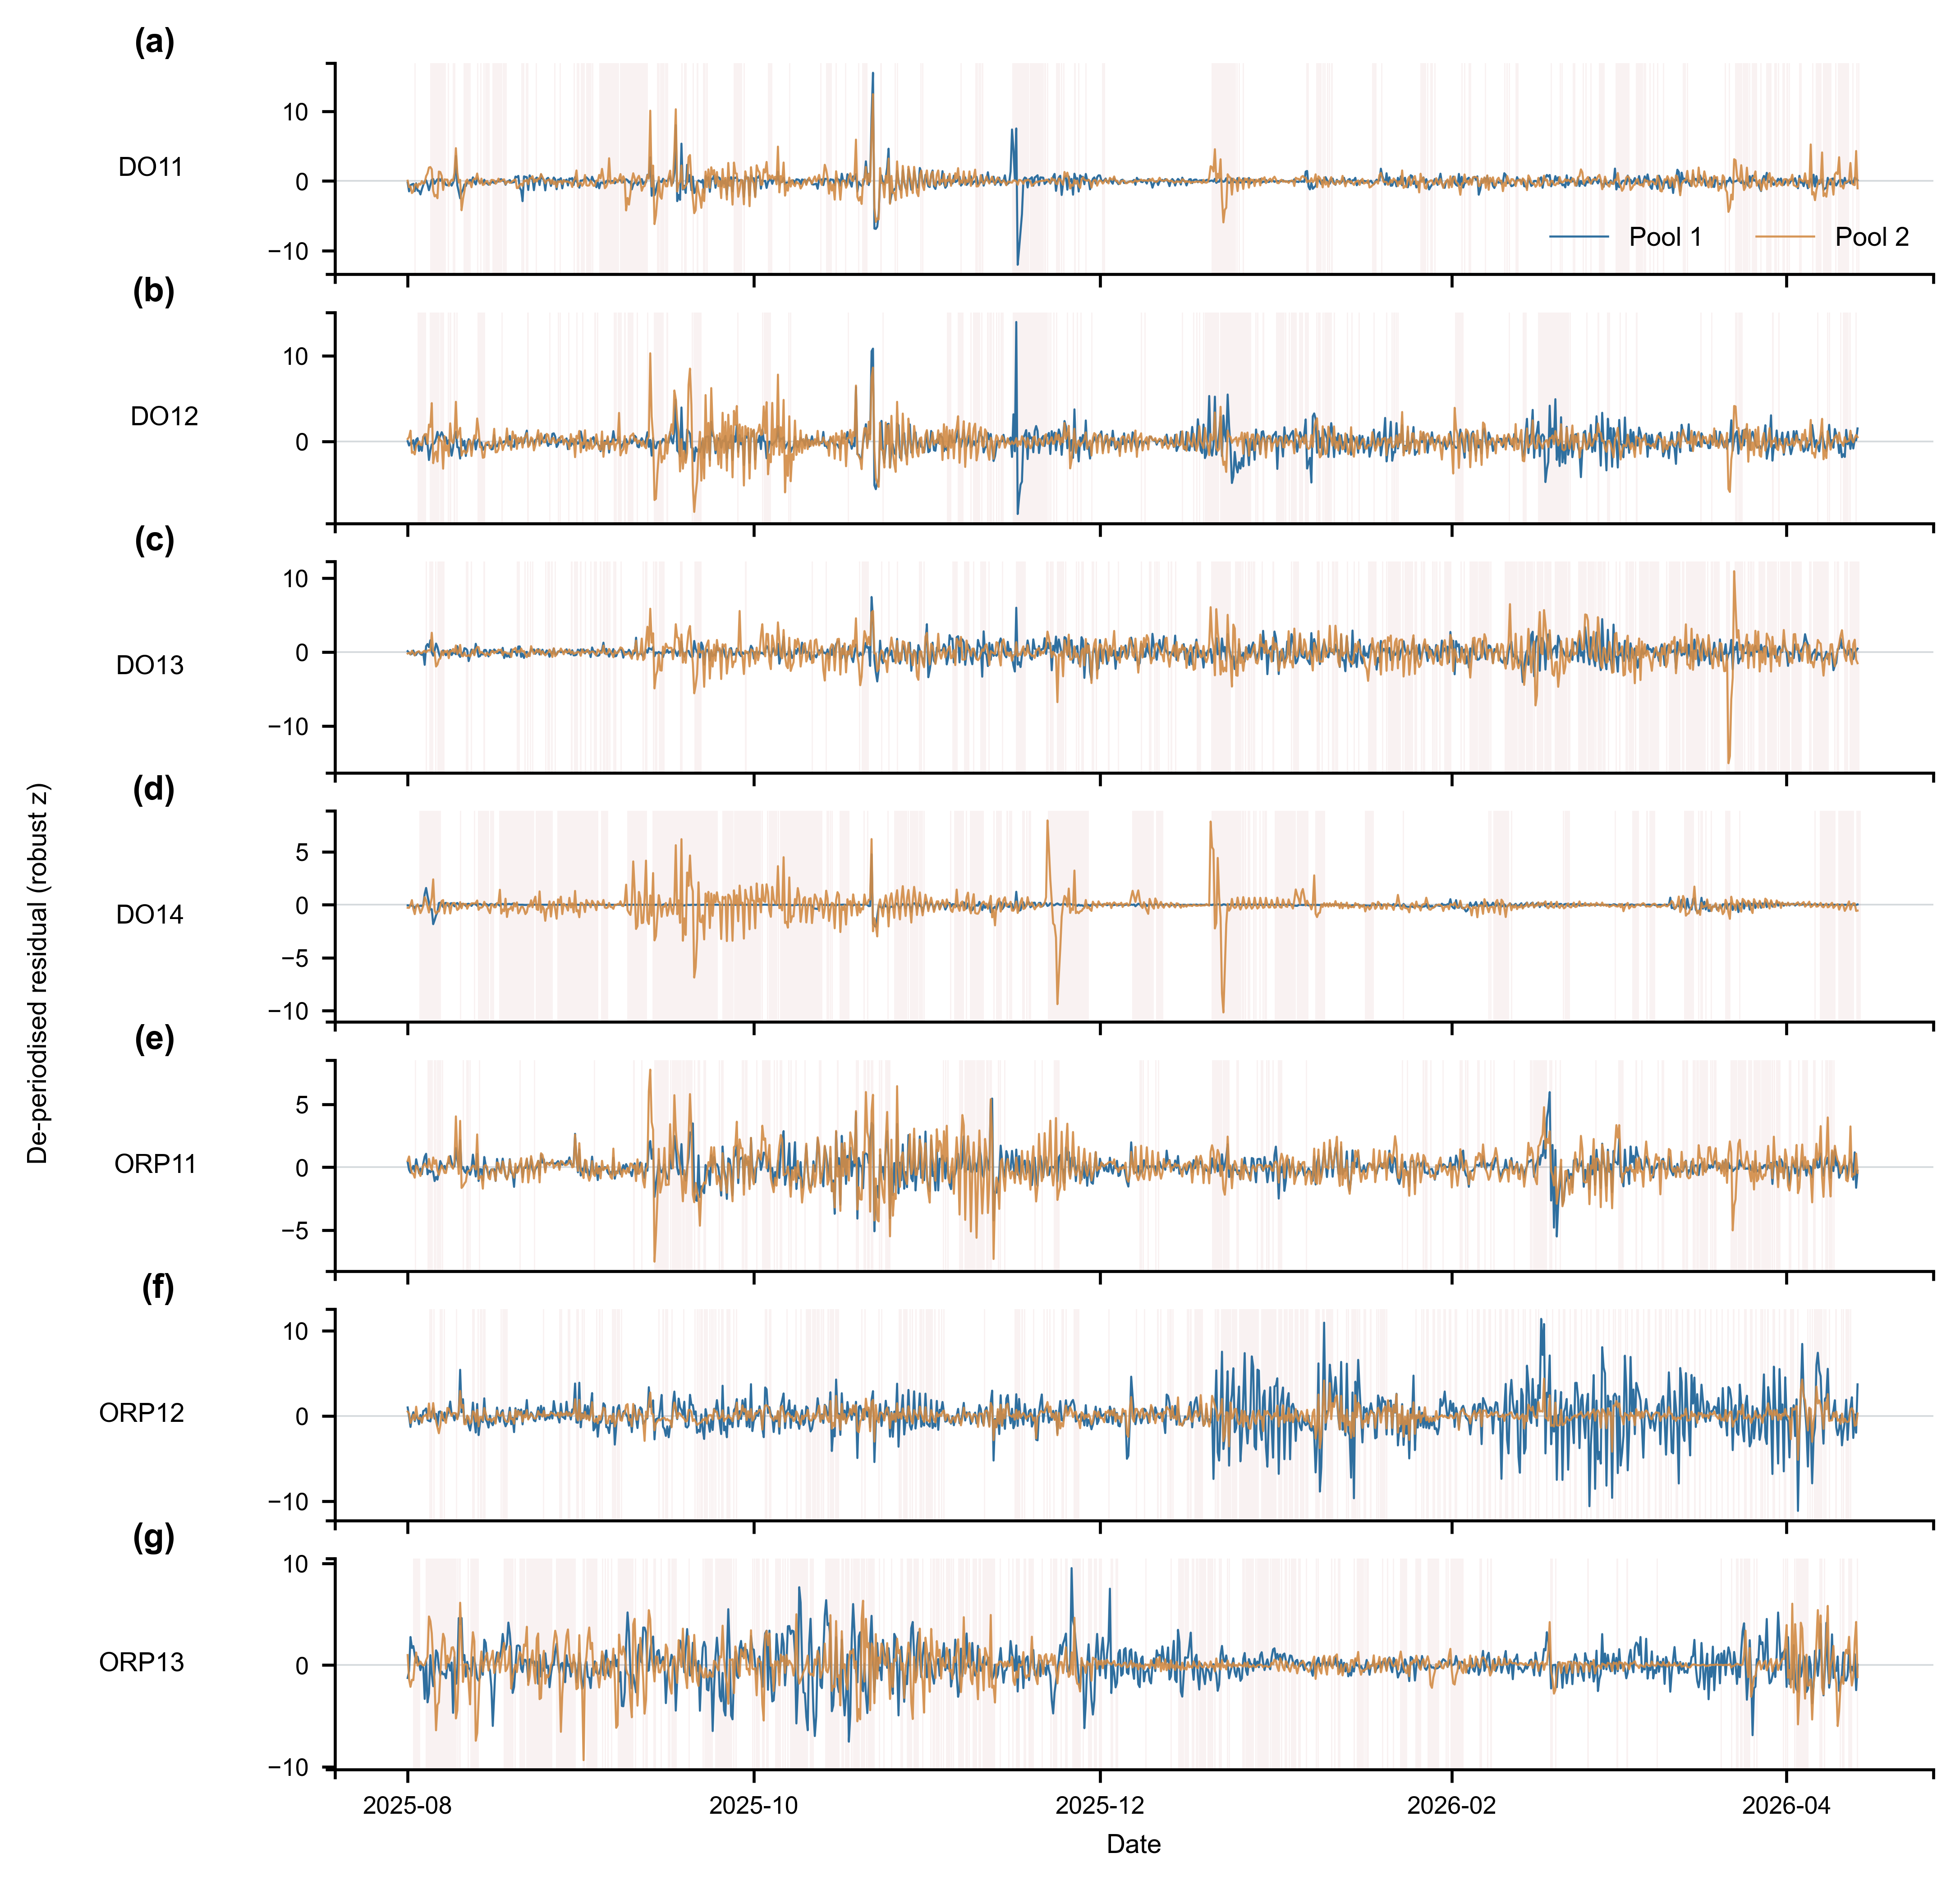 (a)
10
0
−10
DO11
Pool 1
Pool 2
(b)
10
0
DO12
(c)
10
0
−10
DO13
(d)
5
0
−5
−10
DO14
De-periodised residual (robust z)
(e)
5
0
−5
ORP11
(f)
10
0
−10
ORP12
(g)
10
0
−10
ORP13
2025-08
2025-10
2025-12
2026-02
2026-04
Date